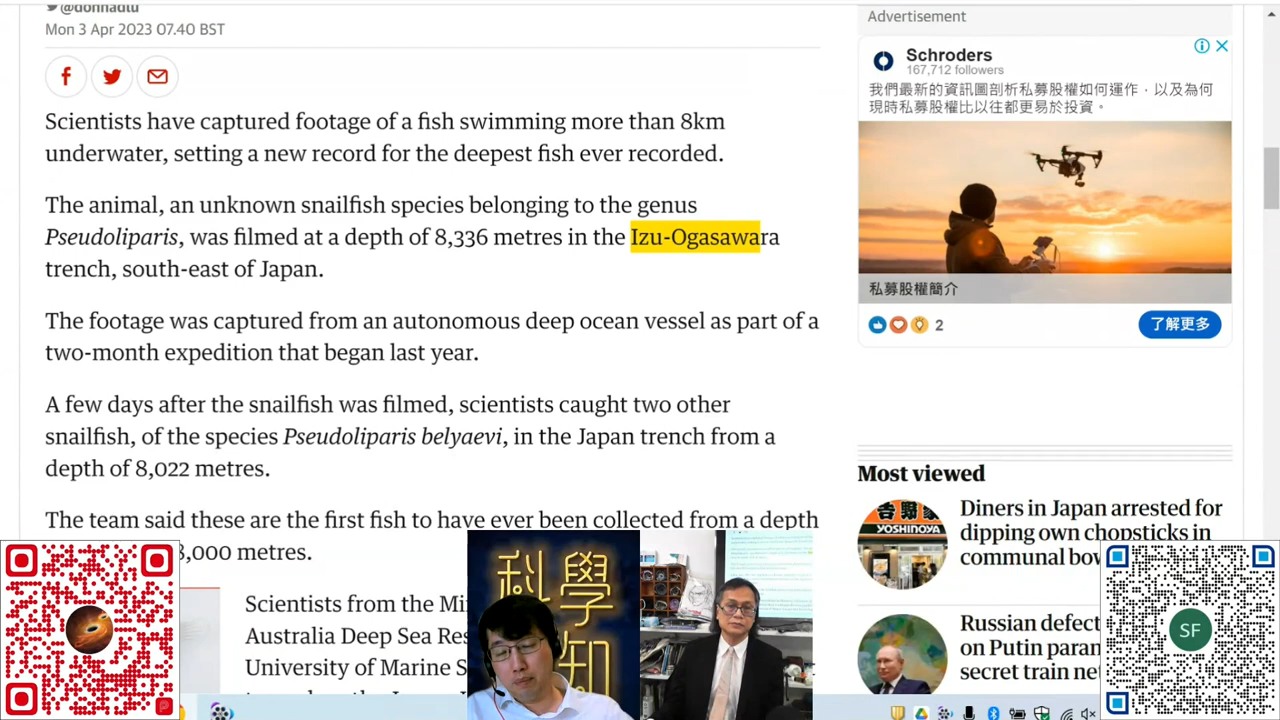 @donnadlu
Mon 3 Apr 2023 07.40 BST
Scientists have captured footage of a fish swimming more than 8km
underwater, setting a new record for the deepest fish ever recorded.
The animal, an unknown snailfish species belonging to the genus
Pseudoliparis, was filmed at a depth of 8,336 metres in the Izu-Ogasawara
trench, south-east of Japan.
The footage was captured from an autonomous deep ocean vessel as part of a
two-month expedition that began last year.
A few days after the snailfish was filmed, scientists caught two other
snailfish, of the species Pseudoliparis belyaevi, in the Japan trench from a
depth of 8,022 metres.
The team said these are the first fish to have ever been collected from a depth
,000 metres.
Scientists from the Mi
Australia Deep Sea Res
University of Marine S
Advertisement
Schroders
167,712 followers
我們最新的資訊圖剖析私募股權如何運作，以及為何
現時私募股權比以往都更易於投資。
私募股權簡介
2
了解更多
Most viewed
Diners in Japan arrested for
dipping own chopsticks in
communal bo
YOSHINOYA
Russian defect
on Putin paran
secret train net
科學
知
SF